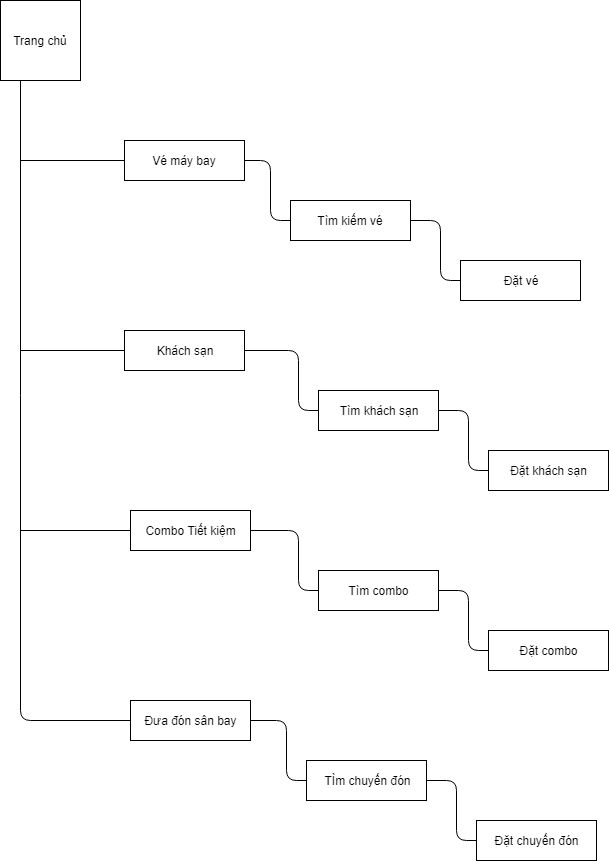 Trang chủ
Vé máy bay
Tìm kiếm vé
Đặt vé
Khách sạn
Tìm khách sạn
Đặt khách sạn
Combo Tiết kiệm
Tìm combo
Đặt combo
Đưa đón sân bay
TÌm chuyến đón
Đặt chuyến đón